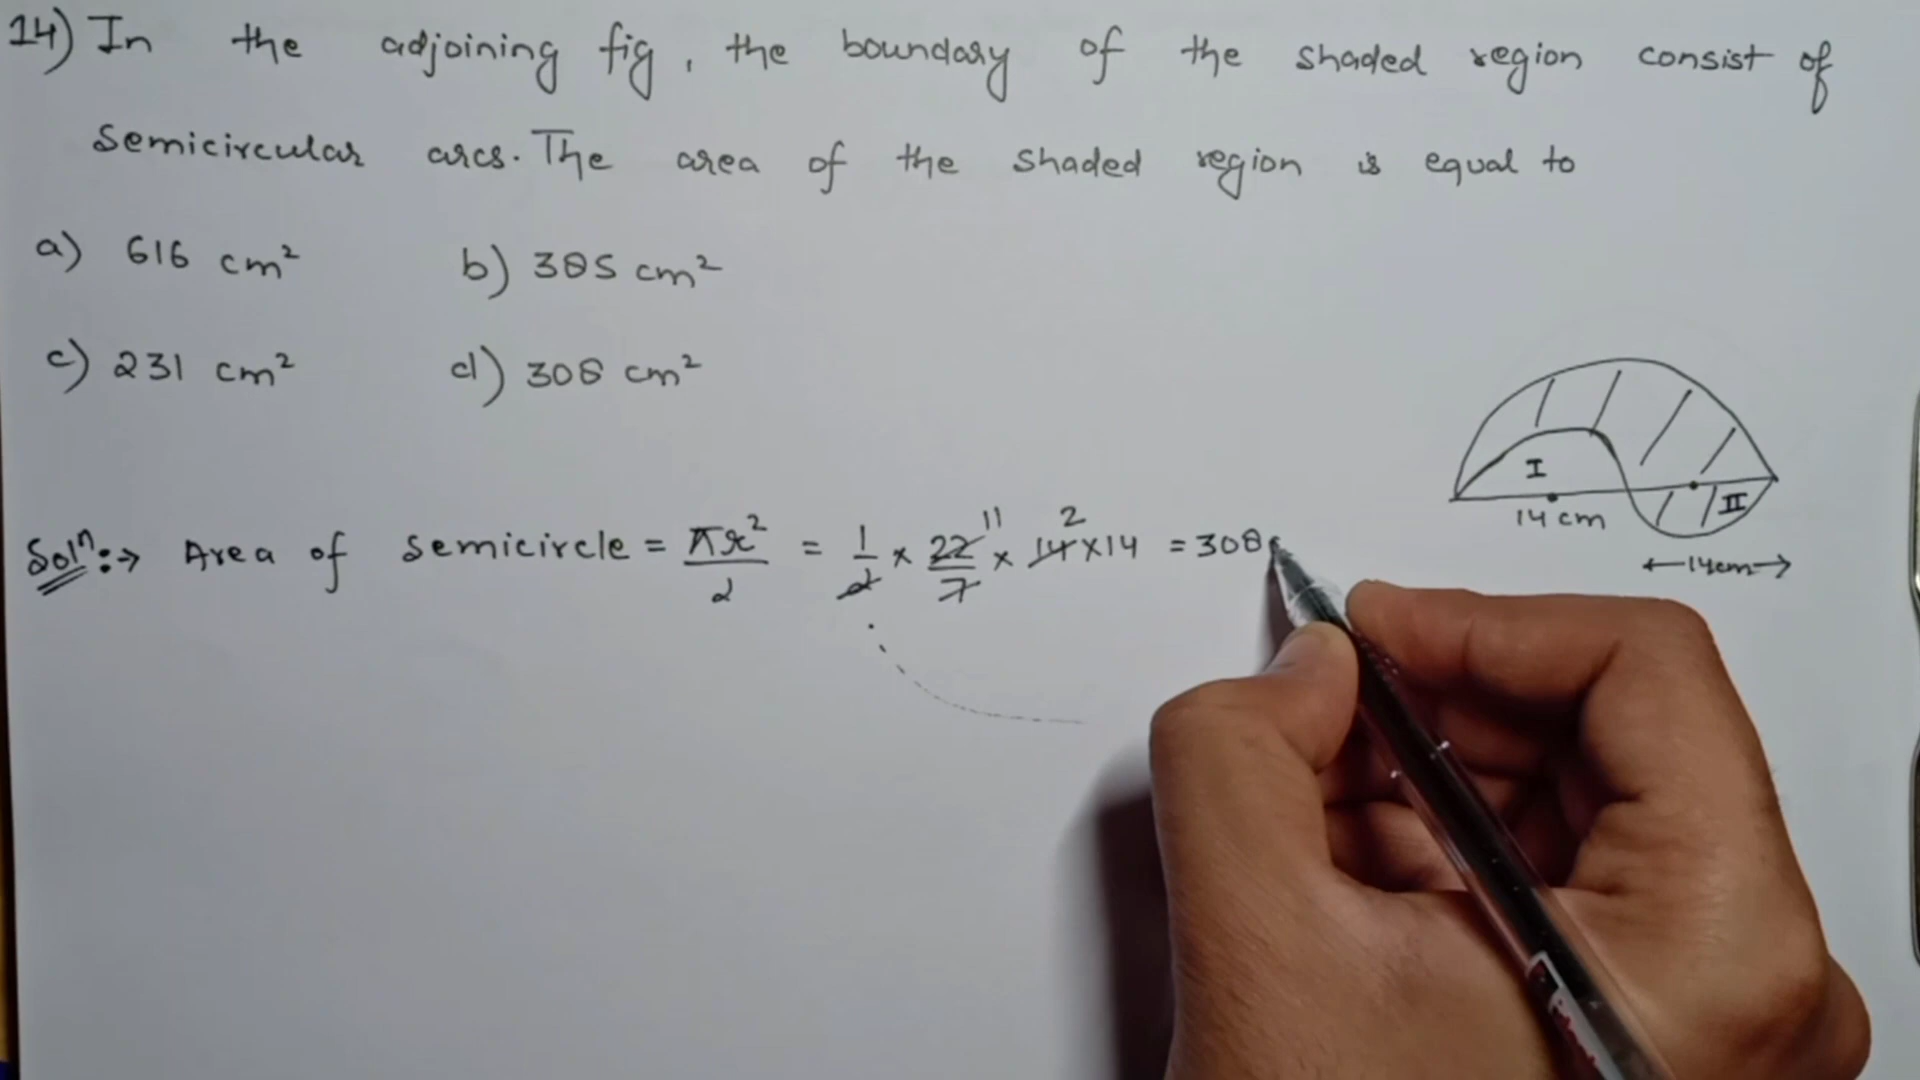 14) In the adjoining fig, the boundary of the shaded region consist of
semicircular arcs. The area of the shaded region is equal to
a) 616 cm² b) 385 cm²
c) 231 cm² d) 308 cm²
I
14 cm
II
←14cm→
Solⁿ :→ Area of semicircle = πr²/2 = 1/2 × 22/7 11 × 14 2 × 14 = 308